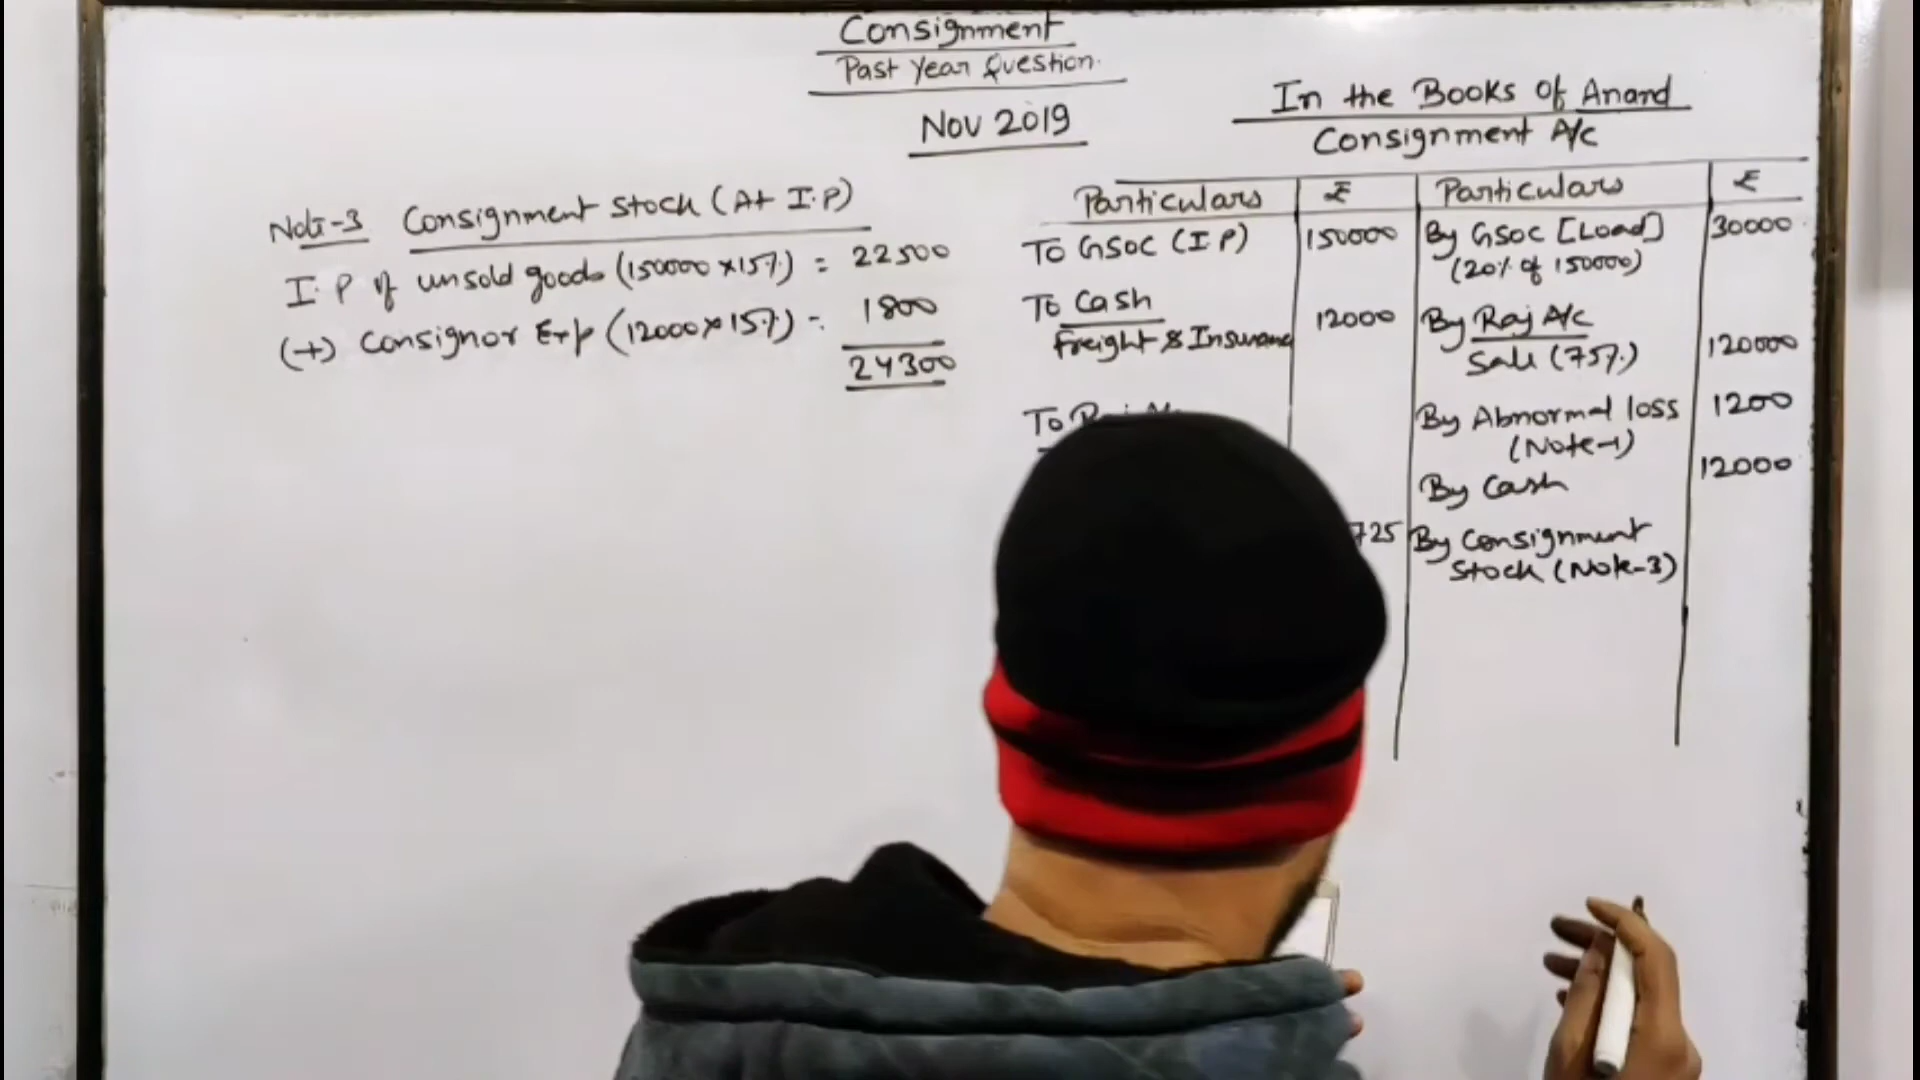 Consignment
Past Year Question.
Nov 2019
In the Books Of Anand
Consignment A/c
Note-3 Consignment Stock (At I.P)
I.P of unsold goods (150000 x 15%) = 22500
(+) Consignor Exp (12000 x 15%) - 1800
24300
Particulars ₹ Particulars ₹
To GSOC (I.P) 150000 By GSOC [Load] 30000
(20% of 150000)
To Cash 12000 By Raj A/c
Freight & Insurance Sale (75%) 120000
To By Abnormal loss 1200
(Note-1)
By Cash 12000
725 By Consignment
Stock (Note-3)